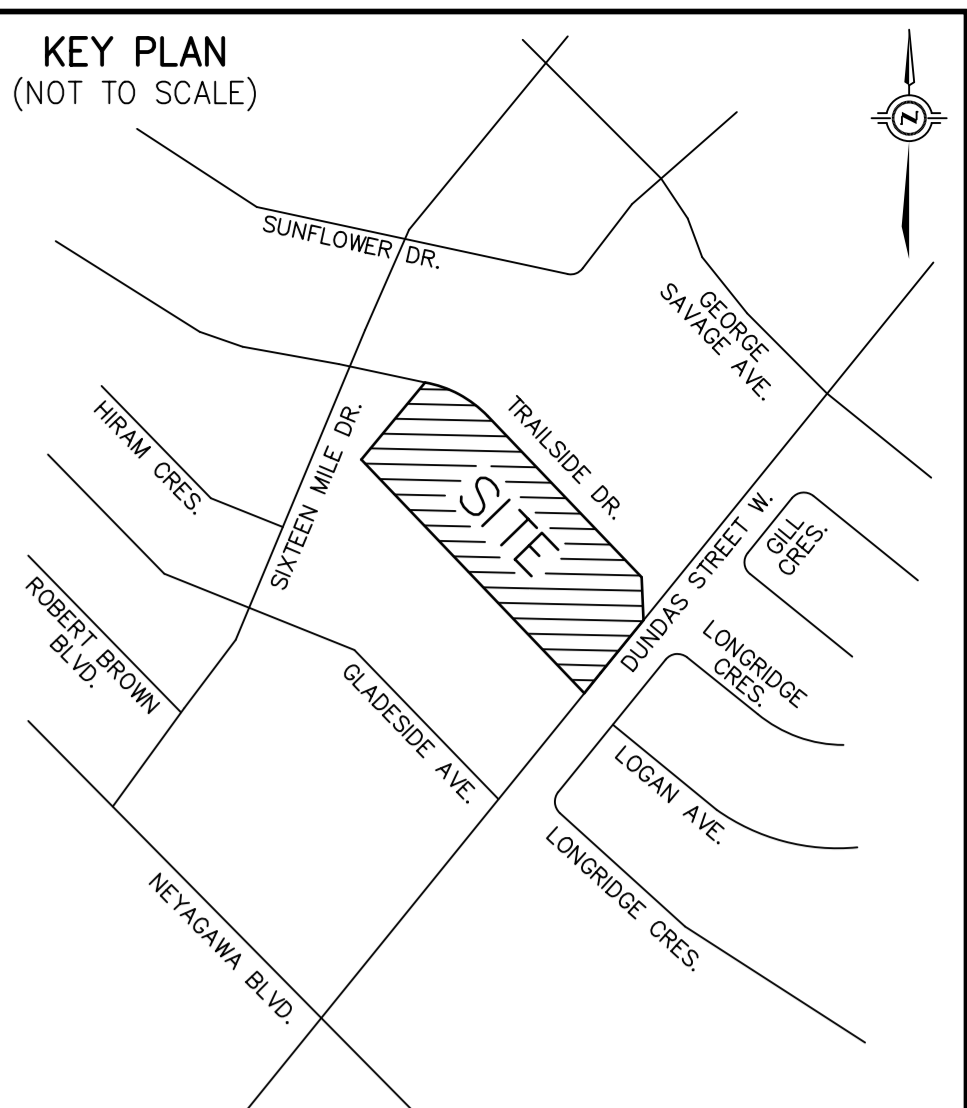 KEY PLAN
(NOT TO SCALE)
N
SUNFLOWER DR.
GEORGE
SAVAGE AVE.
HIRAM CRES.
SIXTEEN MILE DR.
TRAILSIDE DR.
SITE
DUNDAS STREET W.
GILL
CRES.
ROBERT BROWN
BLVD.
GLADESIDE AVE.
LONGRIDGE
CRES.
LOGAN AVE.
LONGRIDGE CRES.
NEYAGAWA BLVD.